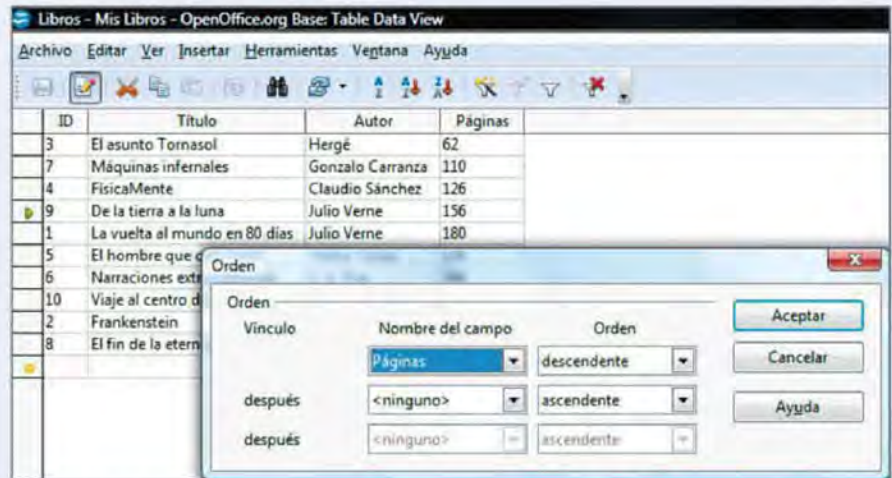 Libros - Mis Libros - OpenOffice.org Base: Table Data View
Archivo Editar Ver Insertar Herramientas Ventana Ayuda
ID Título Autor Páginas
3 El asunto Tornasol Hergé 62
7 Máquinas infernales Gonzalo Carranza 110
4 FisicaMente Claudio Sánchez 126
9 De la tierra a la luna Julio Verne 156
1 La vuelta al mundo en 80 días Julio Verne 180
5 El hombre que
6 Narraciones
10 Viaje al centro
2 Frankenstein
8 El fin de la
Orden
Orden
Vínculo Nombre del campo Orden
Páginas descendente
después <ninguno> ascendente
después <ninguno> ascendente
Aceptar
Cancelar
Ayuda